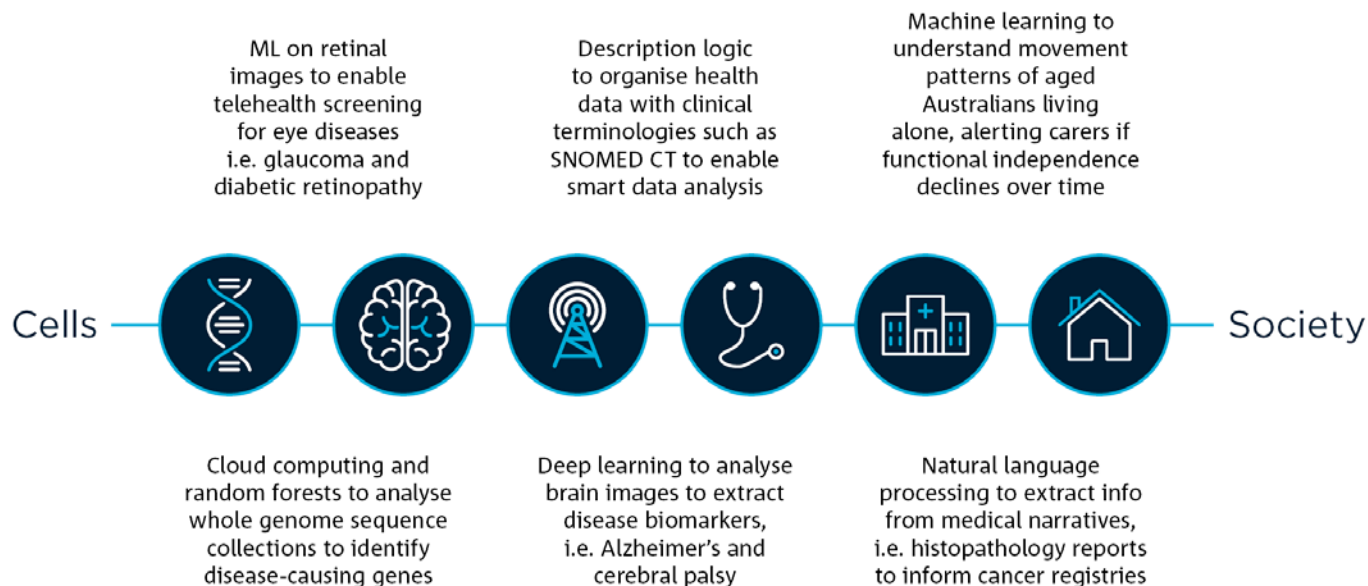 ML on retinal
images to enable
telehealth screening
for eye diseases
i.e. glaucoma and
diabetic retinopathy
Description logic
to organise health
data with clinical
terminologies such as
SNOMED CT to enable
smart data analysis
Machine learning to
understand movement
patterns of aged
Australians living
alone, alerting carers if
functional independence
declines over time
Cells
Society
Cloud computing and
random forests to analyse
whole genome sequence
collections to identify
disease-causing genes
Deep learning to analyse
brain images to extract
disease biomarkers,
i.e. Alzheimer's and
cerebral palsy
Natural language
processing to extract info
from medical narratives,
i.e. histopathology reports
to inform cancer registries